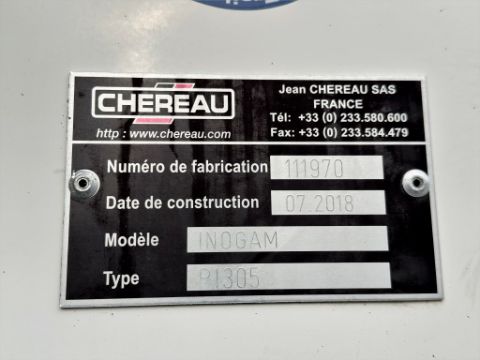 CHEREAU
http : www.chereau.com
Jean CHEREAU SAS
FRANCE
Tél: +33 (0) 233.580.600
Fax: +33 (0) 233.584.479
Numéro de fabrication 111970
Date de construction 07.2018
Modèle INOGAM
Type P1305